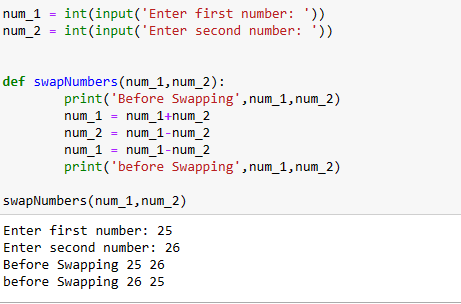 num_1 = int(input('Enter first number: '))
num_2 = int(input('Enter second number: '))
def swapNumbers(num_1,num_2):
print('Before Swapping',num_1,num_2)
num_1 = num_1+num_2
num_2 = num_1-num_2
num_1 = num_1-num_2
print('before Swapping',num_1,num_2)
swapNumbers(num_1,num_2)
Enter first number: 25
Enter second number: 26
Before Swapping 25 26
before Swapping 26 25